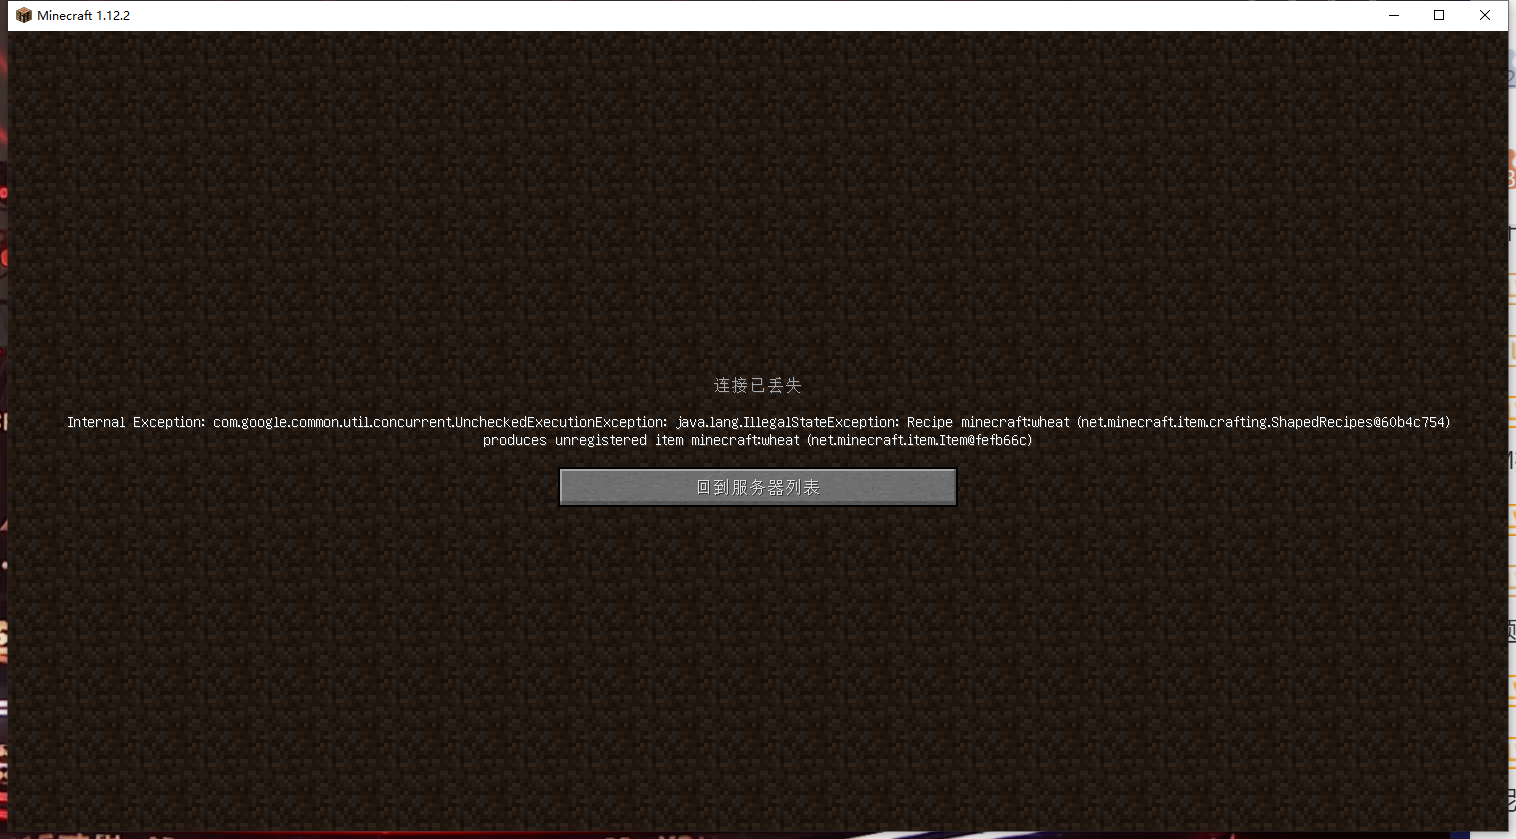 Minecraft 1.12.2
连接已丢失
Internal Exception: com.google.common.util.concurrent.UncheckedExecutionException: java.lang.IllegalStateException: Recipe minecraft:wheat (net.minecraft.item.crafting.ShapedRecipes@60b4c754)
produces unregistered item minecraft:wheat (net.minecraft.item.Item@fefb66c)
回到服务器列表